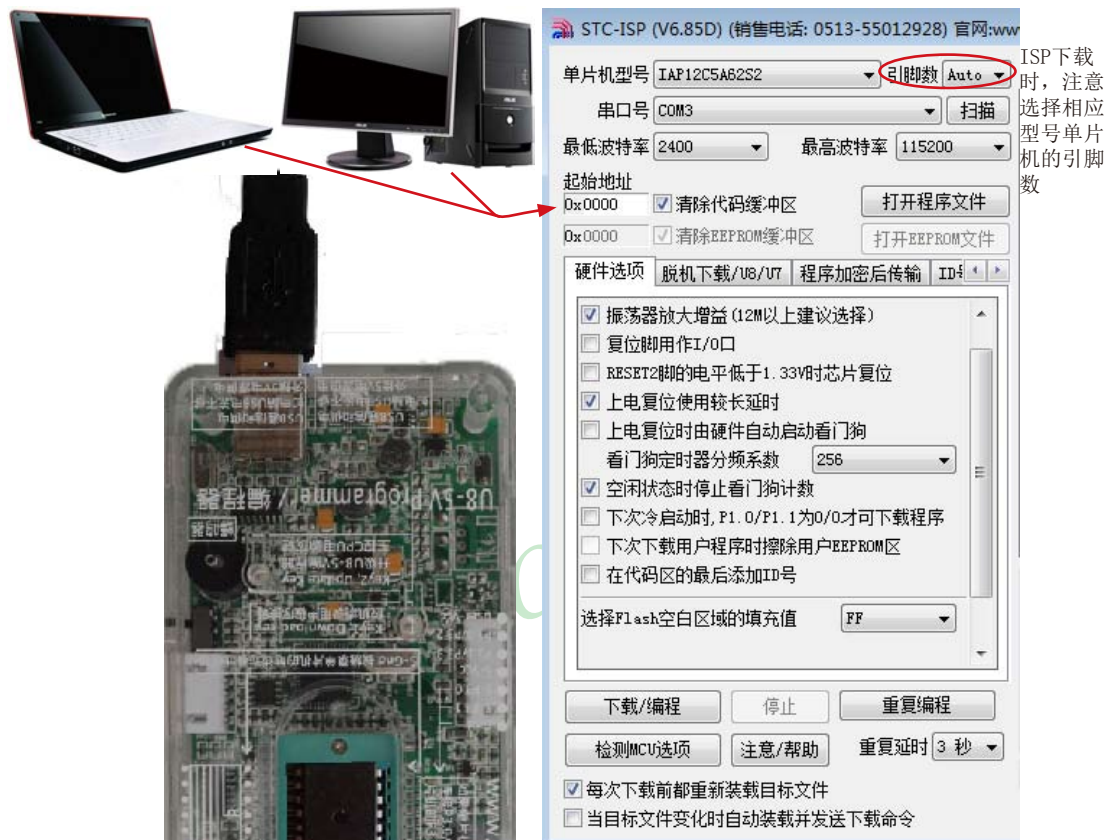 STC-ISP (V6.85D) (销售电话: 0513-55012928) 官网:www
单片机型号 IAP12C5A62S2 引脚数 Auto
串口号 COM3 扫描
最低波特率 2400 最高波特率 115200
起始地址
0x0000 清除代码缓冲区 打开程序文件
0x0000 清除EEPROM缓冲区 打开EEPROM文件
硬件选项 脱机下载/U8/U7 程序加密后传输 ID号
振荡器放大增益(12M以上建议选择)
复位脚用作I/O口
RESET2脚的电平低于1.33V时芯片复位
上电复位使用较长延时
上电复位时由硬件自动启动看门狗
看门狗定时器分频系数 256
空闲状态时停止看门狗计数
下次冷启动时,P1.0/P1.1为0/0才可下载程序
下次下载用户程序时擦除用户EEPROM区
在代码区的最后添加ID号
选择Flash空白区域的填充值 FF
下载/编程 停止 重复编程
检测MCU选项 注意/帮助 重复延时 3 秒
每次下载前都重新装载目标文件
当目标文件变化时自动装载并发送下载命令
ISP下载
时，注意
选择相应
型号单片
机的引脚
数
U8-5V Programmer / 编程器